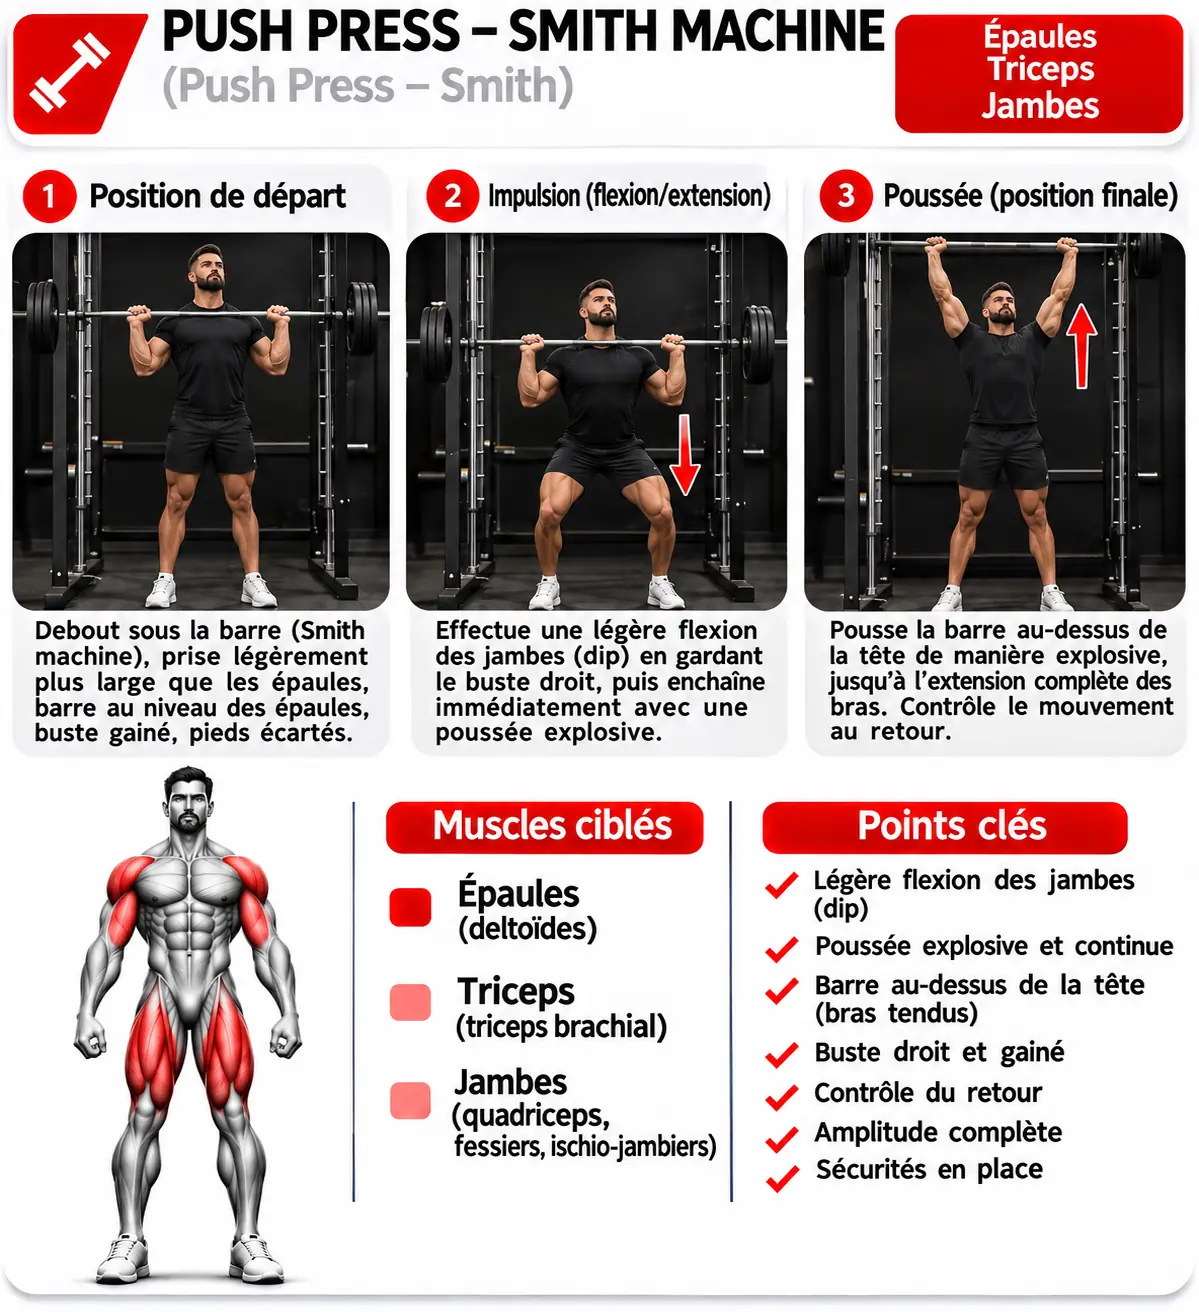 PUSH PRESS – SMITH MACHINE
(Push Press – Smith)
Épaules
Triceps
Jambes
1 Position de départ
Debout sous la barre (Smith
machine), prise légèrement
plus large que les épaules,
barre au niveau des épaules,
buste gainé, pieds écartés.
2 Impulsion (flexion/extension)
Effectue une légère flexion
des jambes (dip) en gardant
le buste droit, puis enchaîne
immédiatement avec une
poussée explosive.
3 Poussée (position finale)
Pousse la barre au-dessus de
la tête de manière explosive,
jusqu'à l'extension complète des
bras. Contrôle le mouvement
au retour.
Muscles ciblés
Épaules
(deltoïdes)
Triceps
(triceps brachial)
Jambes
(quadriceps,
fessiers, ischio-jambiers)
Points clés
Légère flexion des jambes
(dip)
Poussée explosive et continue
Barre au-dessus de la tête
(bras tendus)
Buste droit et gainé
Contrôle du retour
Amplitude complète
Sécurités en place